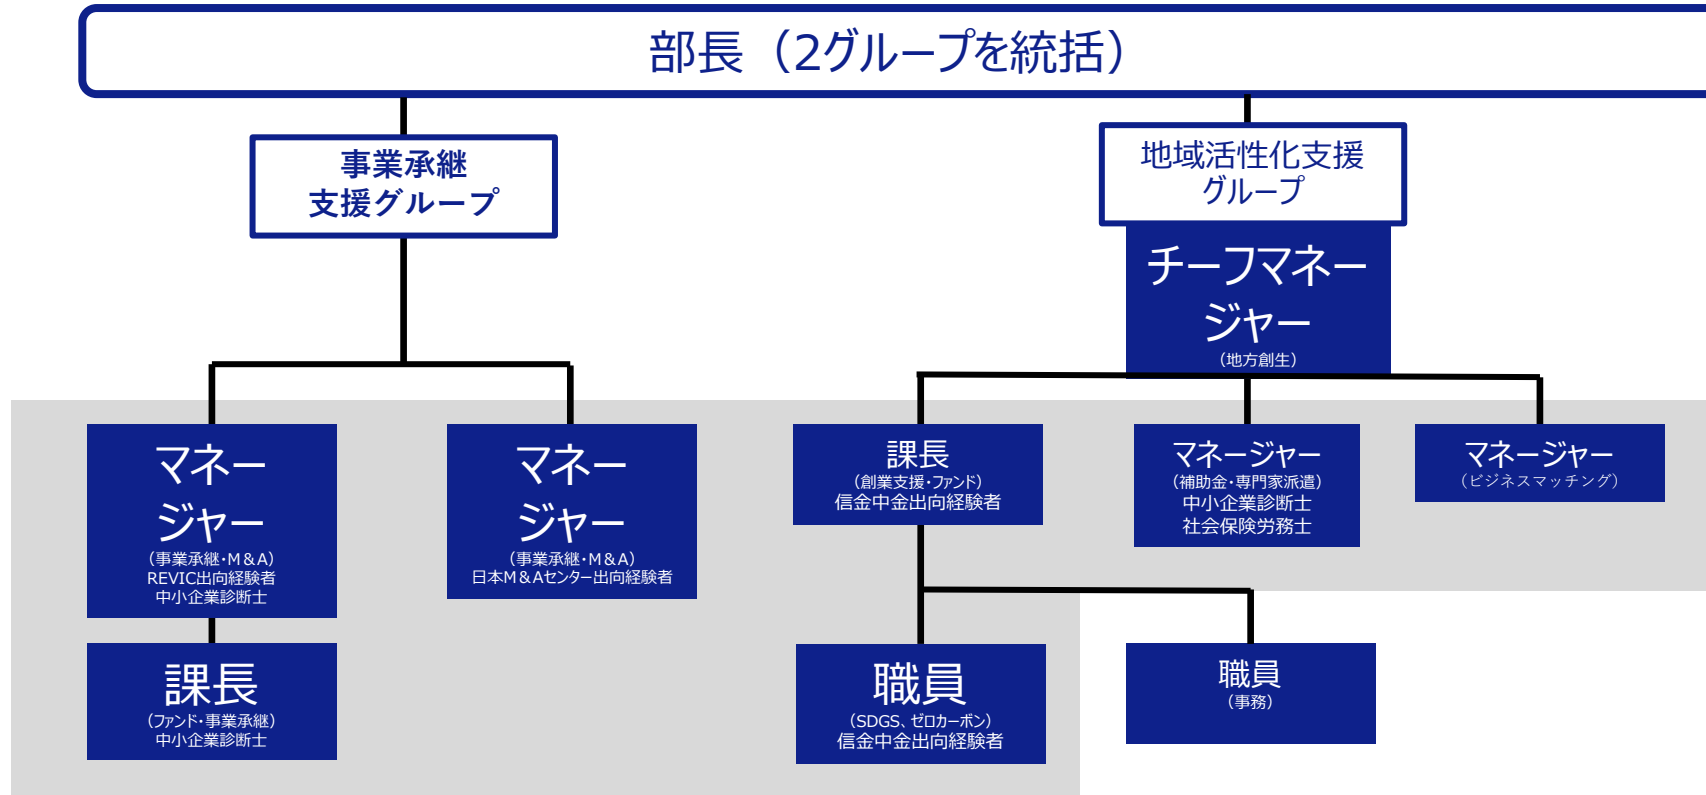 部長（2グループを統括）
事業承継
支援グループ
地域活性化支援
グループ
チーフマネー
ジャー
（地方創生）
マネー
ジャー
（事業承継・M＆A）
REVIC出向経験者
中小企業診断士
マネー
ジャー
（事業承継・M＆A）
日本M＆Aセンター出向経験者
課長
（創業支援・ファンド）
信金中金出向経験者
マネージャー
（補助金・専門家派遣）
中小企業診断士
社会保険労務士
マネージャー
（ビジネスマッチング）
課長
（ファンド・事業承継）
中小企業診断士
職員
（SDGS、ゼロカーボン）
信金中金出向経験者
職員
（事務）